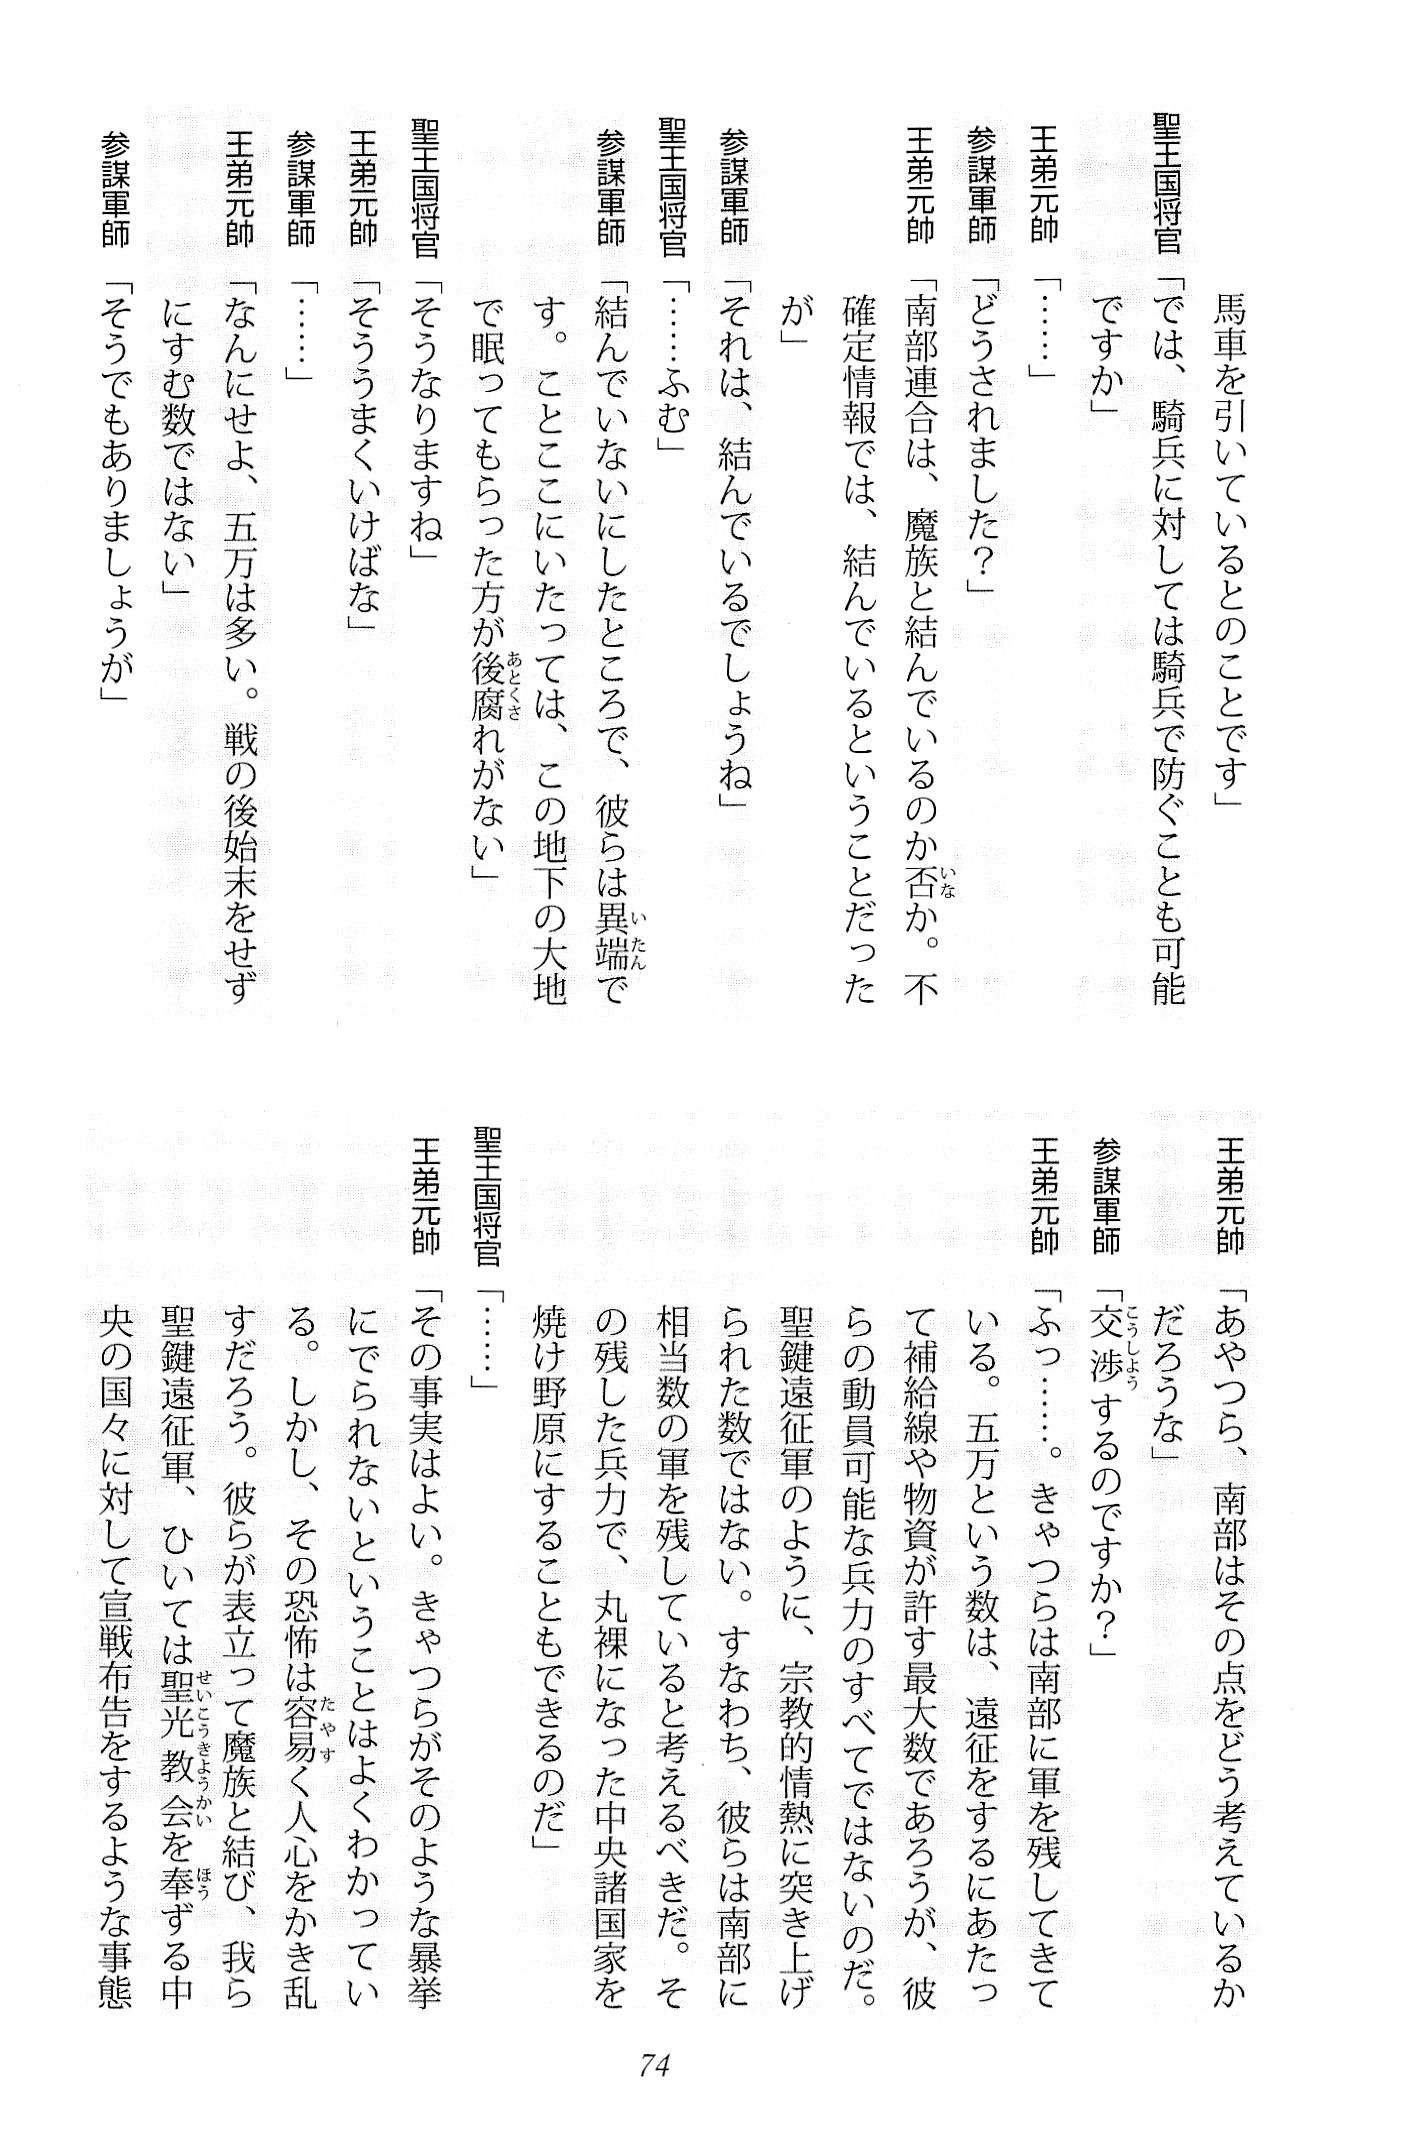 馬車を引いているとのことです」
聖王国将官「では、騎兵に対しては騎兵で防ぐことも可能
ですか」
王弟元帥「……」
参謀軍師「どうされました？」
王弟元帥「南部連合は、魔族と結んでいるのか否か。不
確定情報では、結んでいるということだった
が」
参謀軍師「それは、結んでいるでしょうね」
聖王国将官「……ふむ」
参謀軍師「結んでいないにしたところで、彼らは異端で
す。ことここにいたっては、この地下の大地
で眠ってもらった方が後腐れがない」
聖王国将官「そうなりますね」
王弟元帥「そううまくいけばな」
参謀軍師「……」
王弟元帥「なんにせよ、五万は多い。戦の後始末をせず
にすむ数ではない」
参謀軍師「そうでもありましょうが」
王弟元帥「あやつら、南部はその点をどう考えているか
だろうな」
参謀軍師「交渉するのですか？」
王弟元帥「ふっ……。きゃつらは南部に軍を残してきて
いる。五万という数は、遠征をするにあたっ
て補給線や物資が許す最大数であろうが、彼
らの動員可能な兵力のすべてではないのだ。
聖鍵遠征軍のように、宗教的情熱に突き上げ
られた数ではない。すなわち、彼らは南部に
相当数の軍を残していると考えるべきだ。そ
の残した兵力で、丸裸になった中央諸国家を
焼け野原にすることもできるのだ」
聖王国将官「……」
王弟元帥「その事実はよい。きゃつらがそのような暴挙
にでられないということはよくわかってい
る。しかし、その恐怖は容易く人心をかき乱
すだろう。彼らが表立って魔族と結び、我ら
聖鍵遠征軍、ひいては聖光教会を奉ずる中
央の国々に対して宣戦布告をするような事態
74